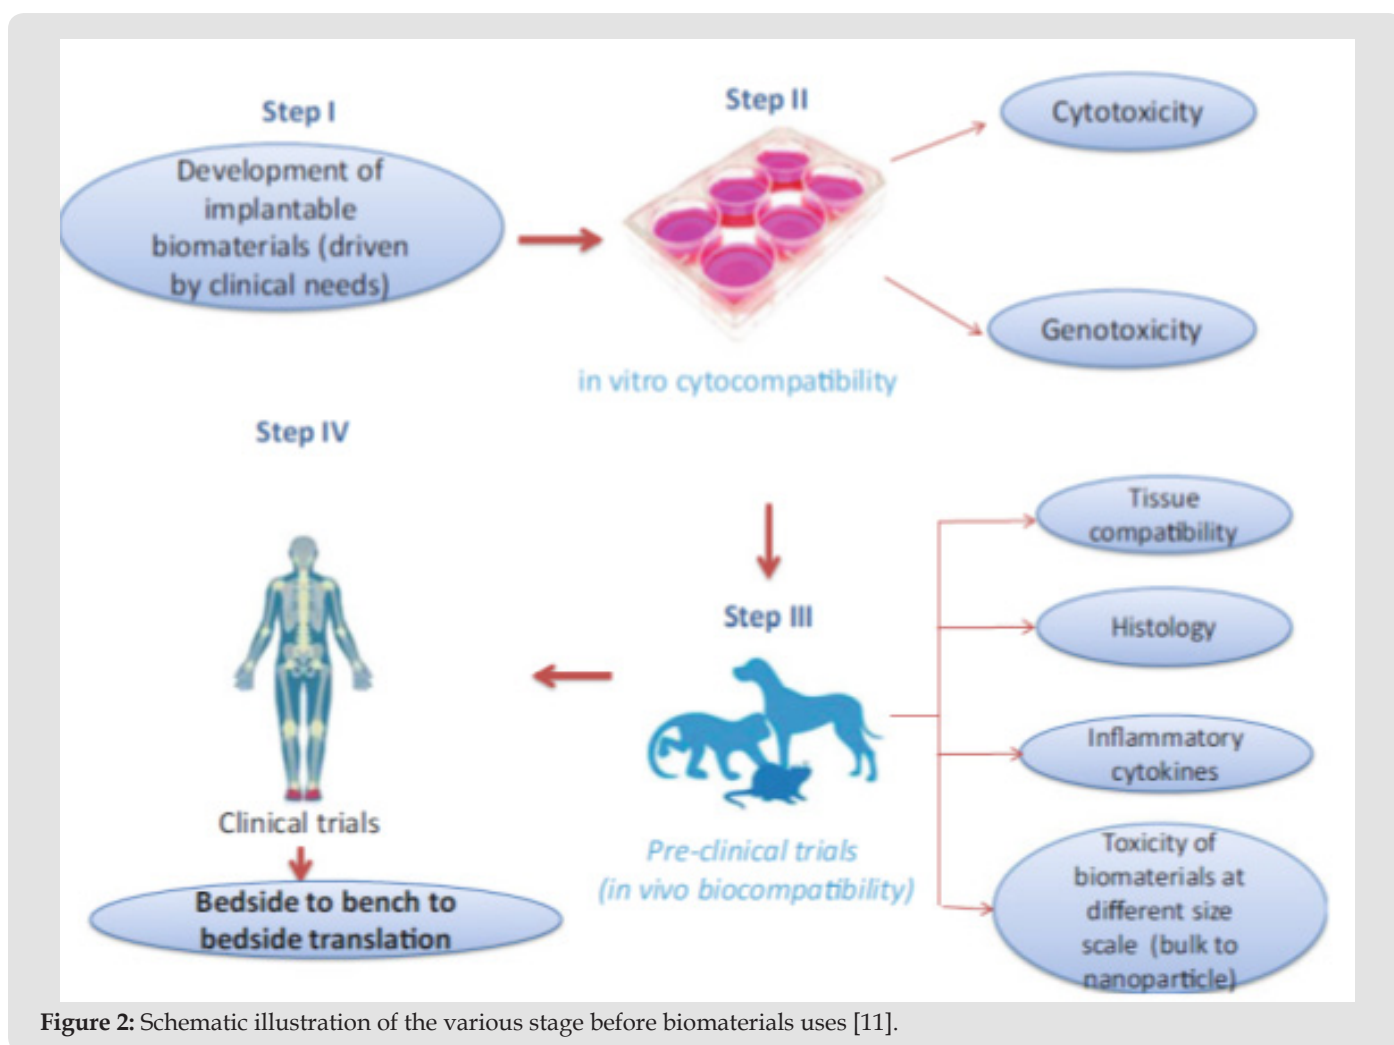 Step I
Development of
implantable
biomaterials (driven
by clinical needs)
Step II
in vitro cytocompatibility
Cytotoxicity
Genotoxicity
Step III
Pre-clinical trials
(in vivo biocompatibility)
Tissue
compatibility
Histology
Inflammatory
cytokines
Toxicity of
biomaterials at
different size
scale (bulk to
nanoparticle)
Step IV
Clinical trials
Bedside to bench to
bedside translation
Figure 2: Schematic illustration of the various stage before biomaterials uses [11].